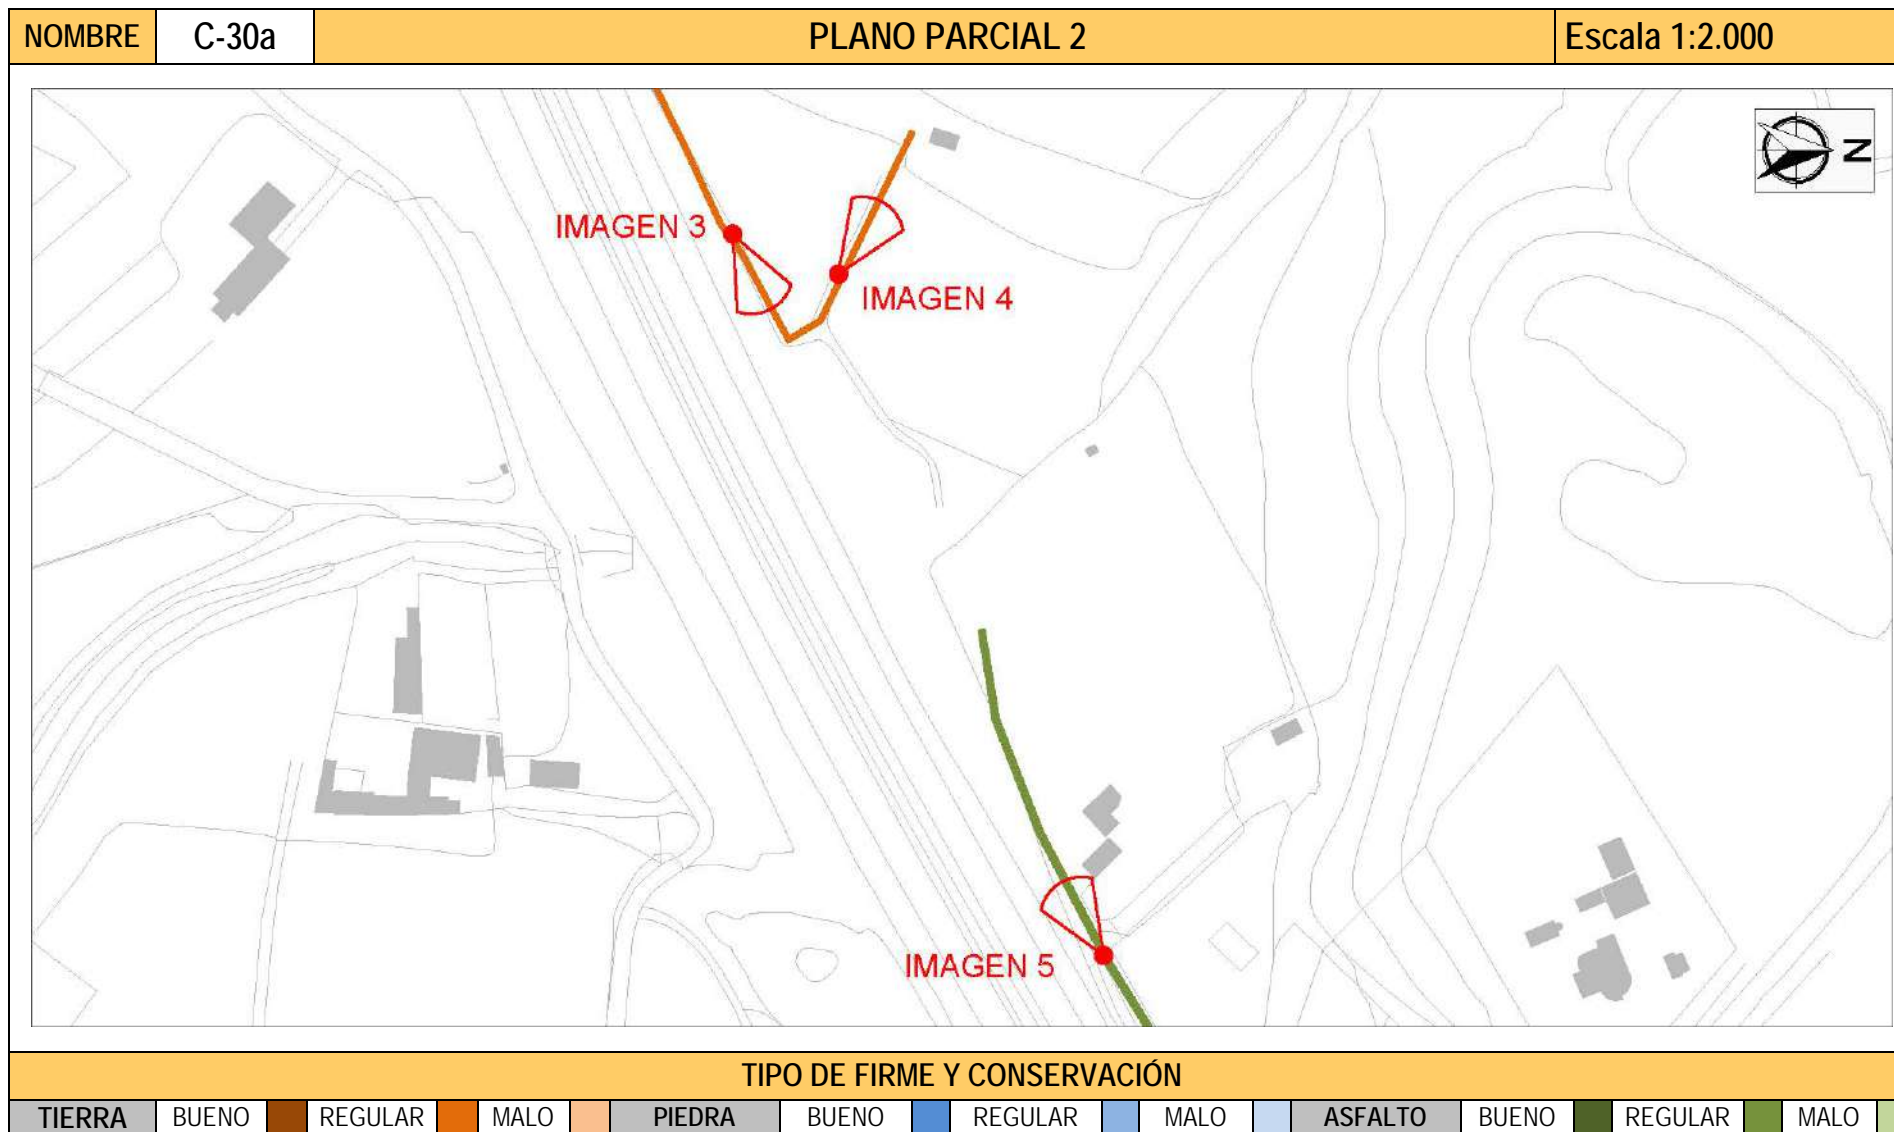 NOMBRE C-30a PLANO PARCIAL 2 Escala 1:2.000
N
IMAGEN 3
IMAGEN 4
IMAGEN 5
TIPO DE FIRME Y CONSERVACIÓN
TIERRA BUENO REGULAR MALO PIEDRA BUENO REGULAR MALO ASFALTO BUENO REGULAR MALO